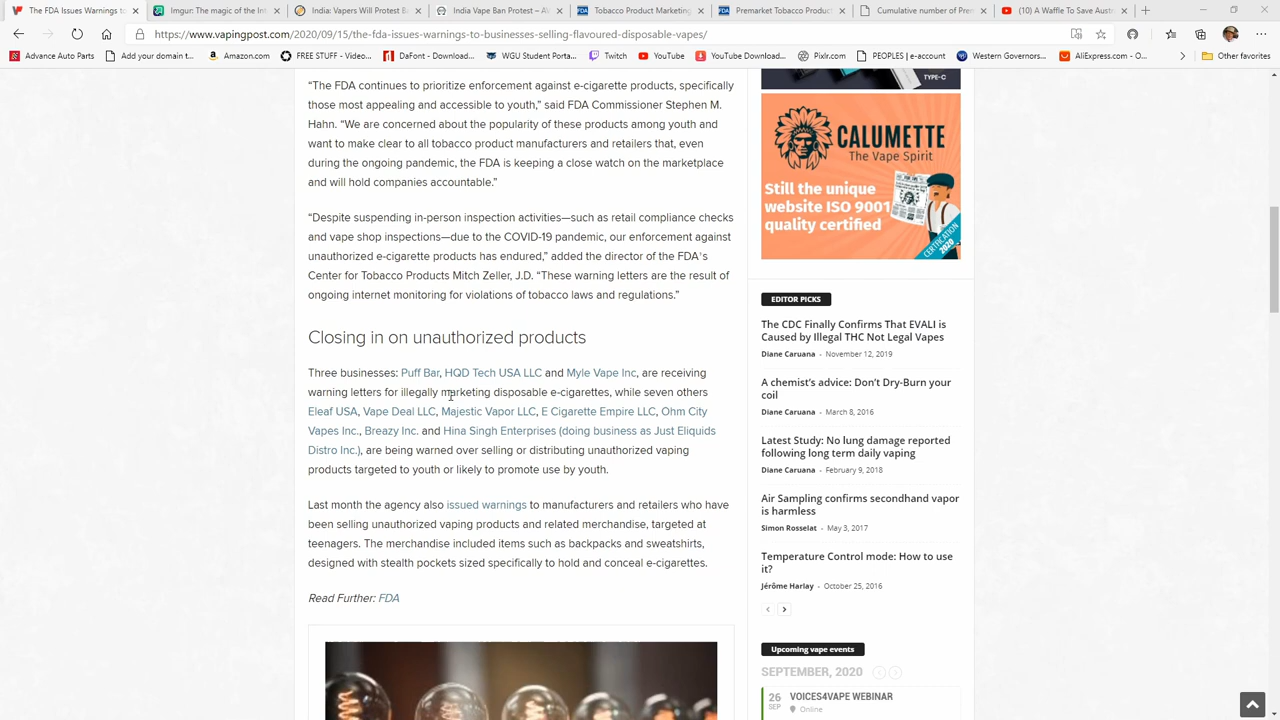 The FDA Issues Warnings to
Imgur: The magic of the Int
India: Vapers Will Protest B
India Vape Ban Protest – AV
Tobacco Product Marketing
Premarket Tobacco Product
Cumulative number of Pren
(10) A Waffle To Save Aust
https://www.vapingpost.com/2020/09/15/the-fda-issues-warnings-to-businesses-selling-flavoured-disposable-vapes/
Advance Auto Parts
Add your domain t...
Amazon.com
FREE STUFF - Video...
DaFont - Download...
WGU Student Porta...
Twitch
YouTube
YouTube Download...
Pixlr.com
PEOPLES | e-account
Western Governors...
AliExpress.com - O...
Other favorites
“The FDA continues to prioritize enforcement against e-cigarette products, specifically
those most appealing and accessible to youth,” said FDA Commissioner Stephen M.
Hahn. “We are concerned about the popularity of these products among youth and
want to make clear to all tobacco product manufacturers and retailers that, even
during the ongoing pandemic, the FDA is keeping a close watch on the marketplace
and will hold companies accountable.”
“Despite suspending in-person inspection activities—such as retail compliance checks
and vape shop inspections—due to the COVID-19 pandemic, our enforcement against
unauthorized e-cigarette products has endured,” added the director of the FDA’s
Center for Tobacco Products Mitch Zeller, J.D. “These warning letters are the result of
ongoing internet monitoring for violations of tobacco laws and regulations.”
Closing in on unauthorized products
Three businesses: Puff Bar, HQD Tech USA LLC and Myle Vape Inc, are receiving
warning letters for illegally marketing disposable e-cigarettes, while seven others
Eleaf USA, Vape Deal LLC, Majestic Vapor LLC, E Cigarette Empire LLC, Ohm City
Vapes Inc., Breazy Inc. and Hina Singh Enterprises (doing business as Just Eliquids
Distro Inc.), are being warned over selling or distributing unauthorized vaping
products targeted to youth or likely to promote use by youth.
Last month the agency also issued warnings to manufacturers and retailers who have
been selling unauthorized vaping products and related merchandise, targeted at
teenagers. The merchandise included items such as backpacks and sweatshirts,
designed with stealth pockets sized specifically to hold and conceal e-cigarettes.
Read Further: FDA
TYPE-C
CALUMETTE
The Vape Spirit
Still the unique
website ISO 9001
quality certified
CERTIFICATION
2020
EDITOR PICKS
The CDC Finally Confirms That EVALI is
Caused by Illegal THC Not Legal Vapes
Diane Caruana - November 12, 2019
A chemist’s advice: Don’t Dry-Burn your
coil
Diane Caruana - March 8, 2016
Latest Study: No lung damage reported
following long term daily vaping
Diane Caruana - February 9, 2018
Air Sampling confirms secondhand vapor
is harmless
Simon Rosselat - May 3, 2017
Temperature Control mode: How to use
it?
Jérôme Harlay - October 25, 2016
Upcoming vape events
SEPTEMBER, 2020
26
SEP
VOICES4VAPE WEBINAR
Online